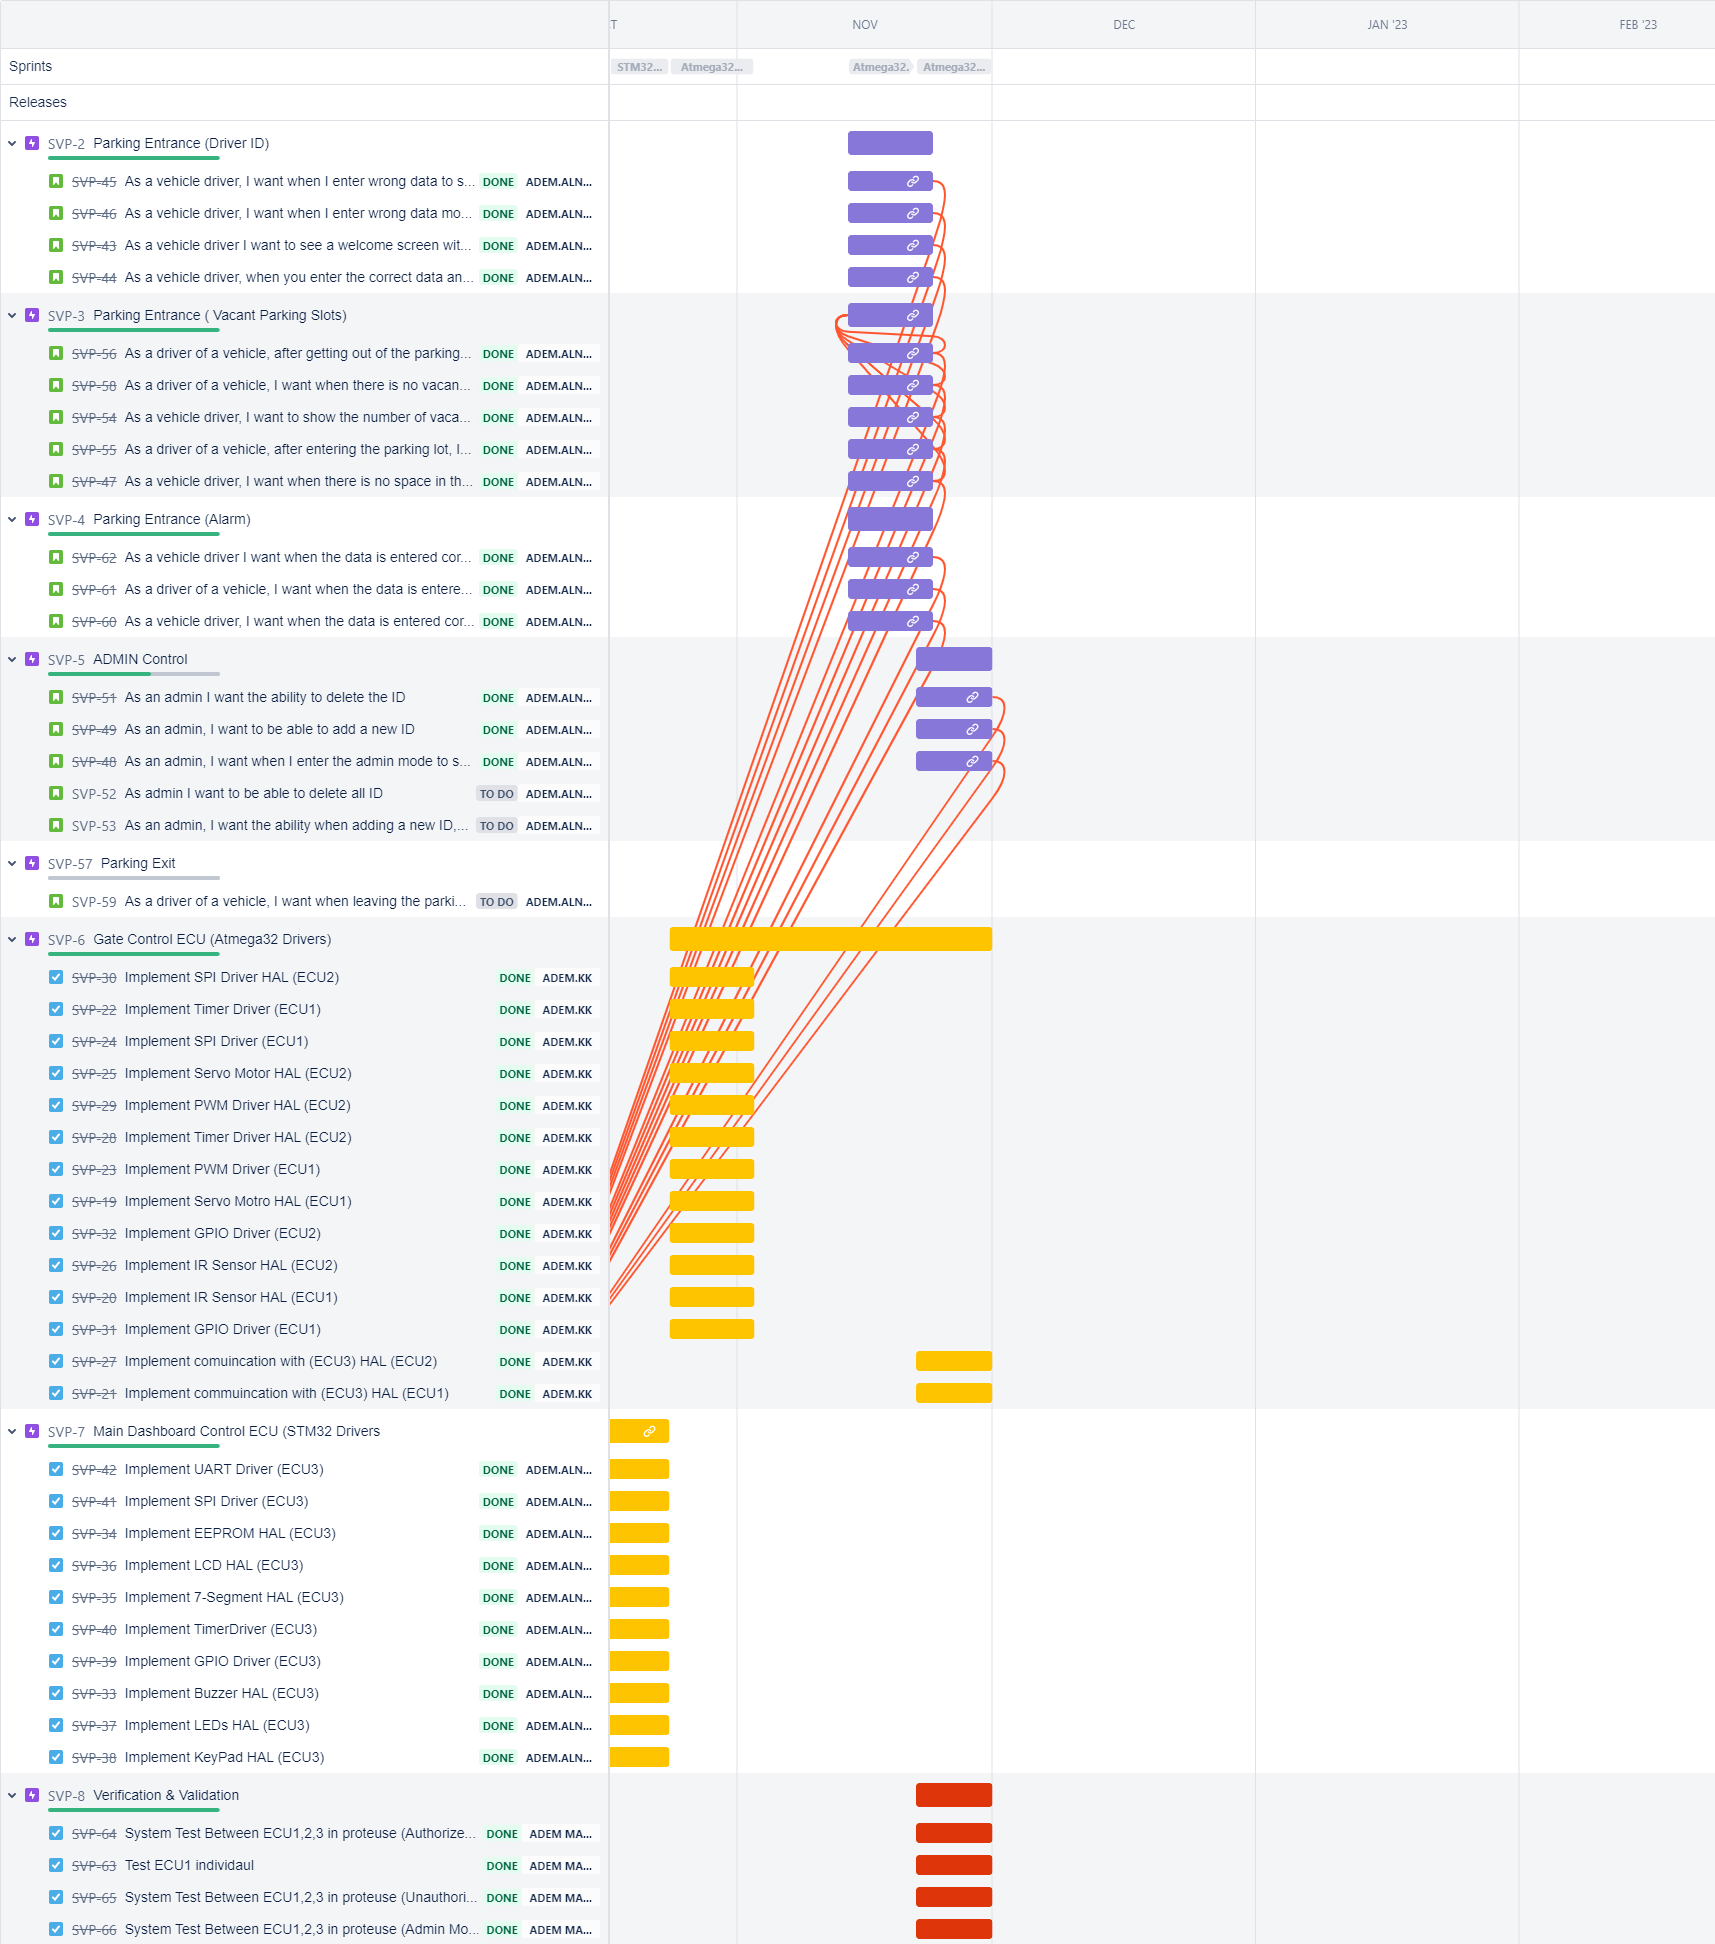 T NOV DEC JAN '23 FEB '23
Sprints STM32... Atmega32... Atmega32. Atmega32...
Releases
SVP-2 Parking Entrance (Driver ID)
SVP-45 As a vehicle driver, I want when I enter wrong data to s... DONE ADEM.ALN...
SVP-46 As a vehicle driver, I want when I enter wrong data mo... DONE ADEM.ALN...
SVP-43 As a vehicle driver I want to see a welcome screen wit... DONE ADEM.ALN...
SVP-44 As a vehicle driver, when you enter the correct data an... DONE ADEM.ALN...
SVP-3 Parking Entrance ( Vacant Parking Slots)
SVP-56 As a driver of a vehicle, after getting out of the parking... DONE ADEM.ALN...
SVP-58 As a driver of a vehicle, I want when there is no vacan... DONE ADEM.ALN...
SVP-54 As a vehicle driver, I want to show the number of vaca... DONE ADEM.ALN...
SVP-55 As a driver of a vehicle, after entering the parking lot, I... DONE ADEM.ALN...
SVP-47 As a vehicle driver, I want when there is no space in th... DONE ADEM.ALN...
SVP-4 Parking Entrance (Alarm)
SVP-62 As a vehicle driver I want when the data is entered cor... DONE ADEM.ALN...
SVP-61 As a driver of a vehicle, I want when the data is entere... DONE ADEM.ALN...
SVP-60 As a vehicle driver, I want when the data is entered cor... DONE ADEM.ALN...
SVP-5 ADMIN Control
SVP-51 As an admin I want the ability to delete the ID DONE ADEM.ALN...
SVP-49 As an admin, I want to be able to add a new ID DONE ADEM.ALN...
SVP-48 As an admin, I want when I enter the admin mode to s... DONE ADEM.ALN...
SVP-52 As admin I want to be able to delete all ID TO DO ADEM.ALN...
SVP-53 As an admin, I want the ability when adding a new ID,... TO DO ADEM.ALN...
SVP-57 Parking Exit
SVP-59 As a driver of a vehicle, I want when leaving the parki... TO DO ADEM.ALN...
SVP-6 Gate Control ECU (Atmega32 Drivers)
SVP-30 Implement SPI Driver HAL (ECU2) DONE ADEM.KK
SVP-22 Implement Timer Driver (ECU1) DONE ADEM.KK
SVP-24 Implement SPI Driver (ECU1) DONE ADEM.KK
SVP-25 Implement Servo Motor HAL (ECU2) DONE ADEM.KK
SVP-29 Implement PWM Driver HAL (ECU2) DONE ADEM.KK
SVP-28 Implement Timer Driver HAL (ECU2) DONE ADEM.KK
SVP-23 Implement PWM Driver (ECU1) DONE ADEM.KK
SVP-19 Implement Servo Motro HAL (ECU1) DONE ADEM.KK
SVP-32 Implement GPIO Driver (ECU2) DONE ADEM.KK
SVP-26 Implement IR Sensor HAL (ECU2) DONE ADEM.KK
SVP-20 Implement IR Sensor HAL (ECU1) DONE ADEM.KK
SVP-31 Implement GPIO Driver (ECU1) DONE ADEM.KK
SVP-27 Implement comuincation with (ECU3) HAL (ECU2) DONE ADEM.KK
SVP-21 Implement commuincation with (ECU3) HAL (ECU1) DONE ADEM.KK
SVP-7 Main Dashboard Control ECU (STM32 Drivers
SVP-42 Implement UART Driver (ECU3) DONE ADEM.ALN...
SVP-41 Implement SPI Driver (ECU3) DONE ADEM.ALN...
SVP-34 Implement EEPROM HAL (ECU3) DONE ADEM.ALN...
SVP-36 Implement LCD HAL (ECU3) DONE ADEM.ALN...
SVP-35 Implement 7-Segment HAL (ECU3) DONE ADEM.ALN...
SVP-40 Implement TimerDriver (ECU3) DONE ADEM.ALN...
SVP-39 Implement GPIO Driver (ECU3) DONE ADEM.ALN...
SVP-33 Implement Buzzer HAL (ECU3) DONE ADEM.ALN...
SVP-37 Implement LEDs HAL (ECU3) DONE ADEM.ALN...
SVP-38 Implement KeyPad HAL (ECU3) DONE ADEM.ALN...
SVP-8 Verification & Validation
SVP-64 System Test Between ECU1,2,3 in proteuse (Authorize... DONE ADEM MA...
SVP-63 Test ECU1 individaul DONE ADEM MA...
SVP-65 System Test Between ECU1,2,3 in proteuse (Unauthori... DONE ADEM MA...
SVP-66 System Test Between ECU1,2,3 in proteuse (Admin Mo... DONE ADEM MA...